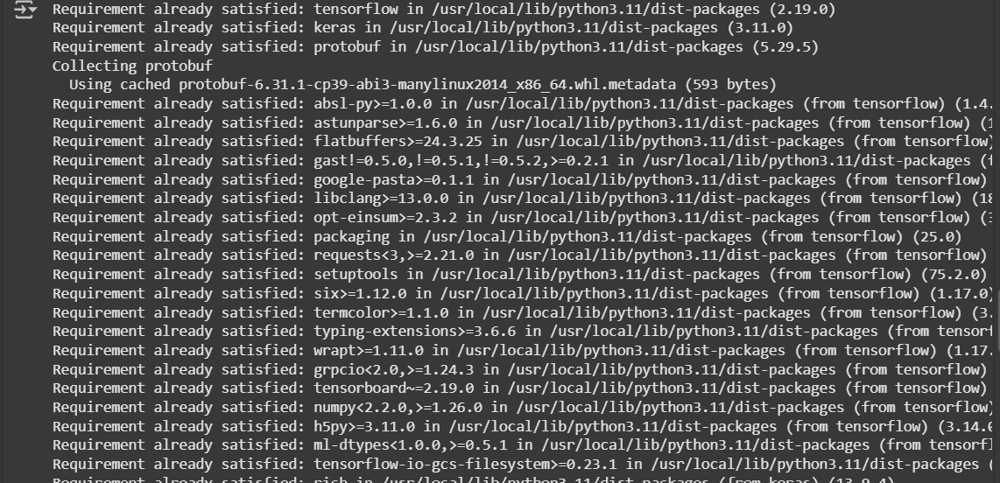 Requirement already satisfied: tensorflow in /usr/local/lib/python3.11/dist-packages (2.19.0)
Requirement already satisfied: keras in /usr/local/lib/python3.11/dist-packages (3.11.0)
Requirement already satisfied: protobuf in /usr/local/lib/python3.11/dist-packages (5.29.5)
Collecting protobuf
  Using cached protobuf-6.31.1-cp39-abi3-manylinux2014_x86_64.whl.metadata (593 bytes)
Requirement already satisfied: absl-py>=1.0.0 in /usr/local/lib/python3.11/dist-packages (from tensorflow) (1.4.
Requirement already satisfied: astunparse>=1.6.0 in /usr/local/lib/python3.11/dist-packages (from tensorflow) (1
Requirement already satisfied: flatbuffers>=24.3.25 in /usr/local/lib/python3.11/dist-packages (from tensorflow)
Requirement already satisfied: gast!=0.5.0,!=0.5.1,!=0.5.2,>=0.2.1 in /usr/local/lib/python3.11/dist-packages (f
Requirement already satisfied: google-pasta>=0.1.1 in /usr/local/lib/python3.11/dist-packages (from tensorflow)
Requirement already satisfied: libclang>=13.0.0 in /usr/local/lib/python3.11/dist-packages (from tensorflow) (18
Requirement already satisfied: opt-einsum>=2.3.2 in /usr/local/lib/python3.11/dist-packages (from tensorflow) (3
Requirement already satisfied: packaging in /usr/local/lib/python3.11/dist-packages (from tensorflow) (25.0)
Requirement already satisfied: requests<3,>=2.21.0 in /usr/local/lib/python3.11/dist-packages (from tensorflow)
Requirement already satisfied: setuptools in /usr/local/lib/python3.11/dist-packages (from tensorflow) (75.2.0)
Requirement already satisfied: six>=1.12.0 in /usr/local/lib/python3.11/dist-packages (from tensorflow) (1.17.0)
Requirement already satisfied: termcolor>=1.1.0 in /usr/local/lib/python3.11/dist-packages (from tensorflow) (3.
Requirement already satisfied: typing-extensions>=3.6.6 in /usr/local/lib/python3.11/dist-packages (from tensorf
Requirement already satisfied: wrapt>=1.11.0 in /usr/local/lib/python3.11/dist-packages (from tensorflow) (1.17.
Requirement already satisfied: grpcio<2.0,>=1.24.3 in /usr/local/lib/python3.11/dist-packages (from tensorflow)
Requirement already satisfied: tensorboard~=2.19.0 in /usr/local/lib/python3.11/dist-packages (from tensorflow)
Requirement already satisfied: numpy<2.2.0,>=1.26.0 in /usr/local/lib/python3.11/dist-packages (from tensorflow)
Requirement already satisfied: h5py>=3.11.0 in /usr/local/lib/python3.11/dist-packages (from tensorflow) (3.14.0
Requirement already satisfied: ml-dtypes<1.0.0,>=0.5.1 in /usr/local/lib/python3.11/dist-packages (from tensorfl
Requirement already satisfied: tensorflow-io-gcs-filesystem>=0.23.1 in /usr/local/lib/python3.11/dist-packages (
Requirement already satisfied: rich in /usr/local/lib/python3.11/dist-packages (from keras) (13.9.4)